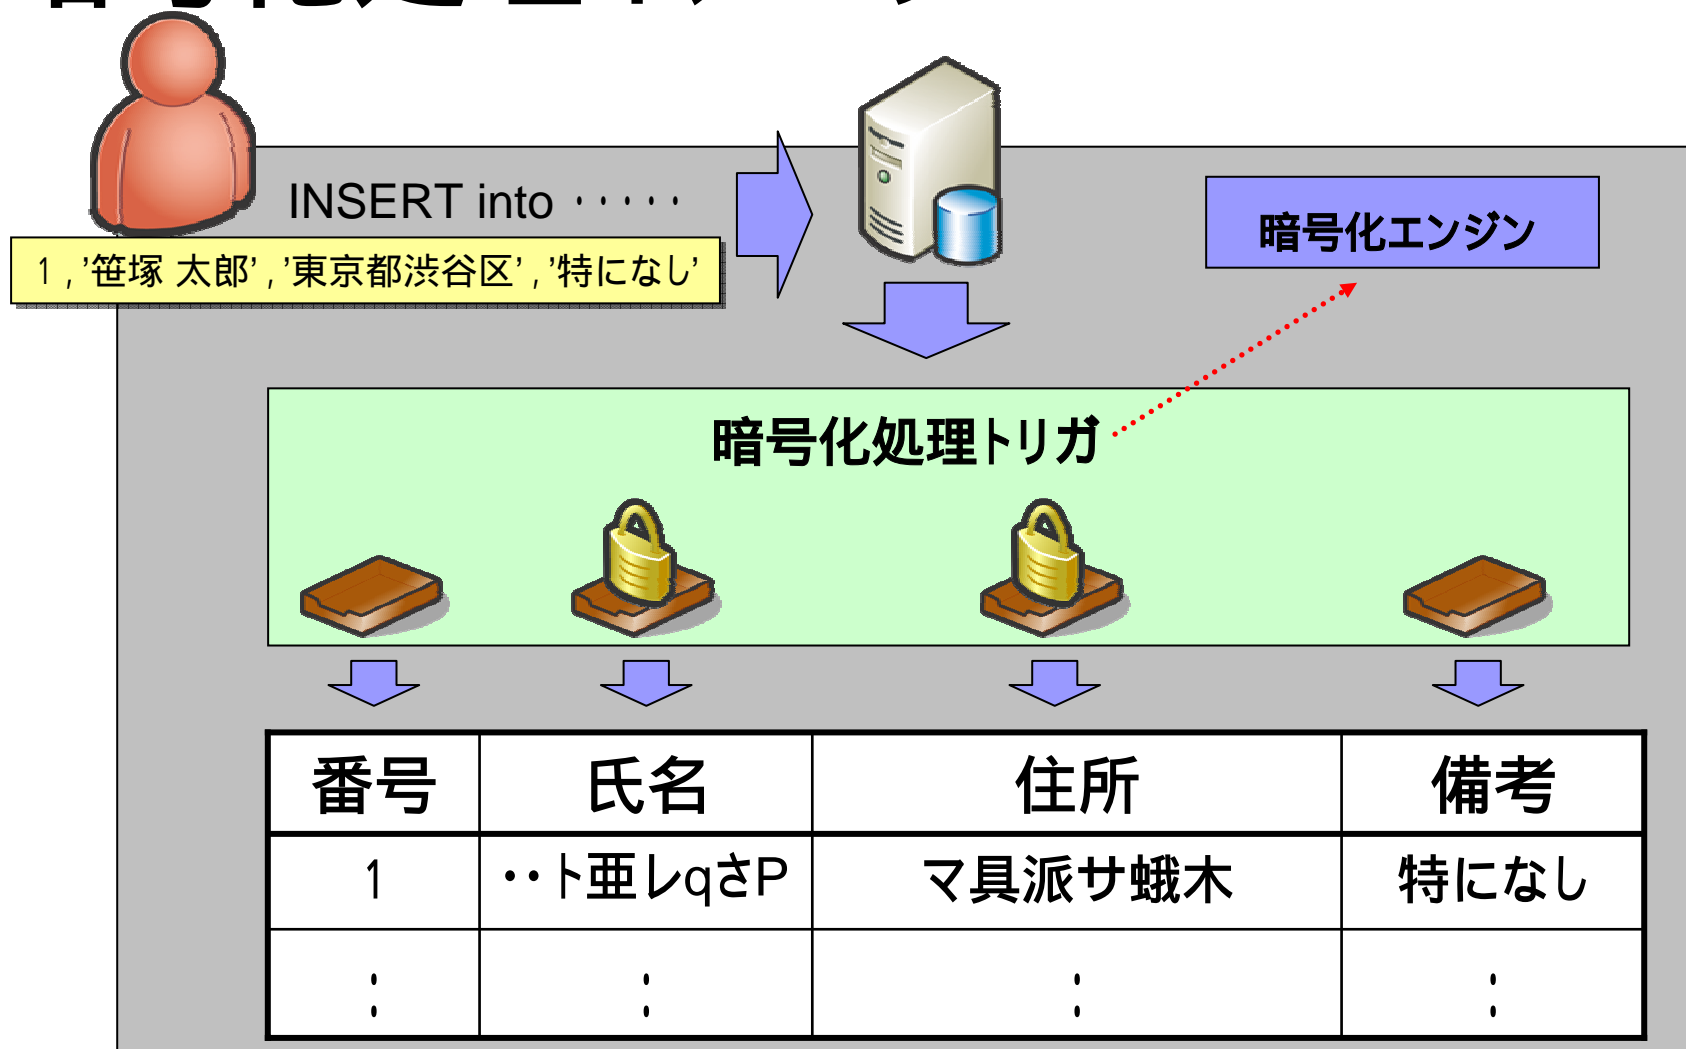 INSERT into ・・・・・
1 , '笹塚 太郎' , '東京都渋谷区' , '特になし'
暗号化エンジン
暗号化処理トリガ
番号 氏名 住所 備考
1 ・・ト亜レqさP マ具派サ蛾木 特になし
: : : :